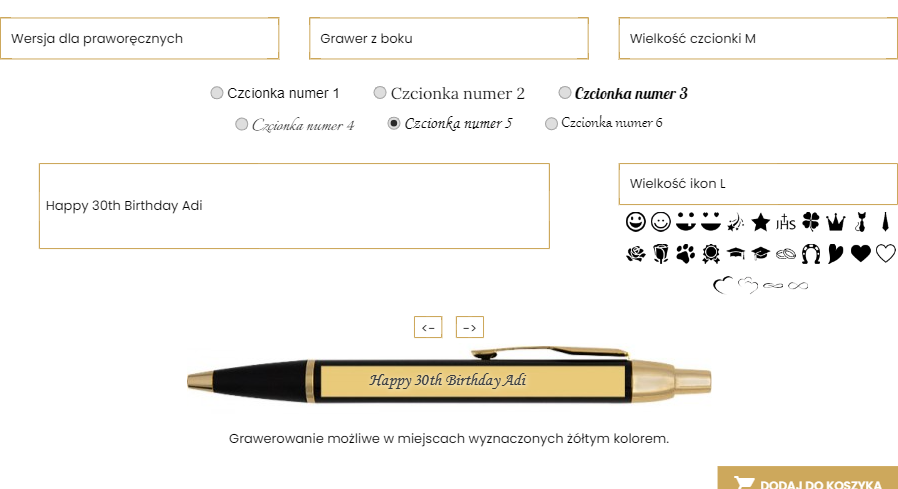 Wersja dla praworęcznych
Grawer z boku
Wielkość czcionki M
Czcionka numer 1
Czcionka numer 2
Czcionka numer 3
Czcionka numer 4
Czcionka numer 5
Czcionka numer 6
Happy 30th Birthday Adi
Wielkość ikon L
IHS
<- ->
Happy 30th Birthday Adi
Grawerowanie możliwe w miejscach wyznaczonych żółtym kolorem.
DODAJ DO KOSZYKA